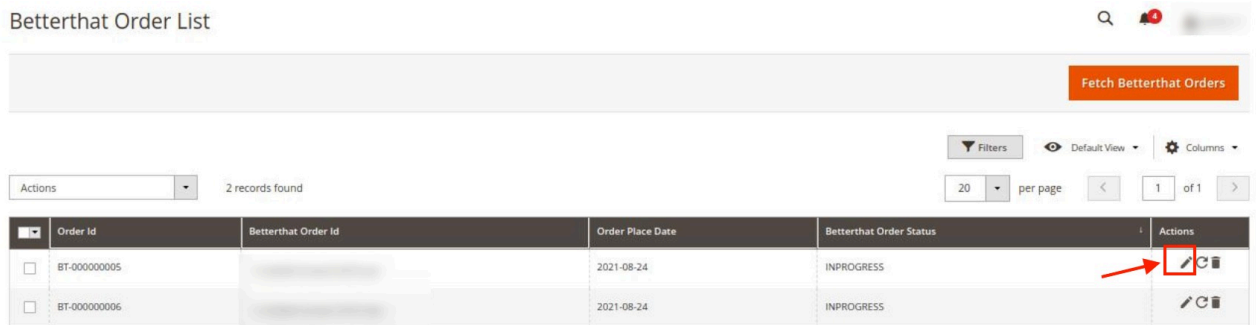 Betterthat Order List
4
Fetch Betterthat Orders
Filters
Default View
Columns
Actions
2 records found
20
per page
1
of 1
Order Id
Betterthat Order Id
Order Place Date
Betterthat Order Status
Actions
BT-000000005
2021-08-24
INPROGRESS
BT-000000006
2021-08-24
INPROGRESS